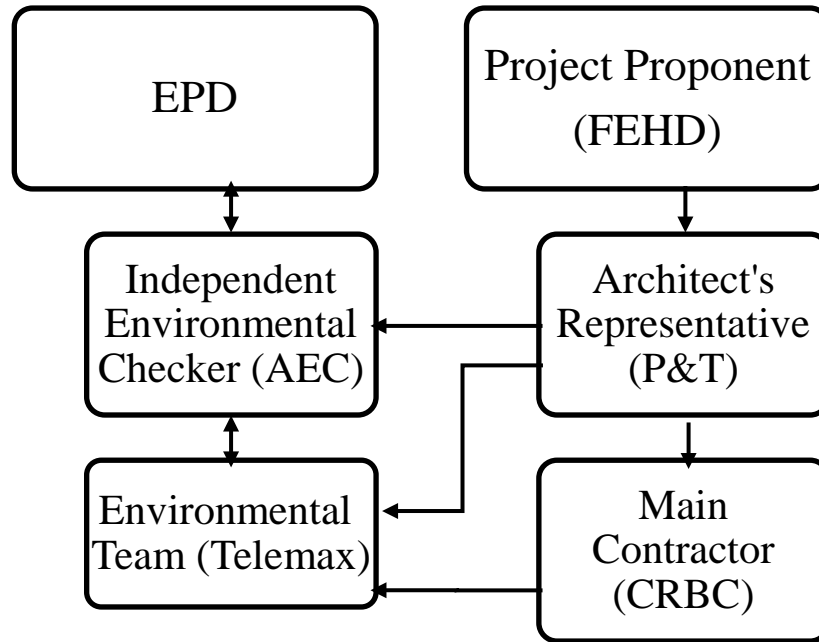 EPD
Project Proponent
(FEHD)
Independent
Environmental
Checker (AEC)
Architect's
Representative
(P&T)
Environmental
Team (Telemax)
Main
Contractor
(CRBC)